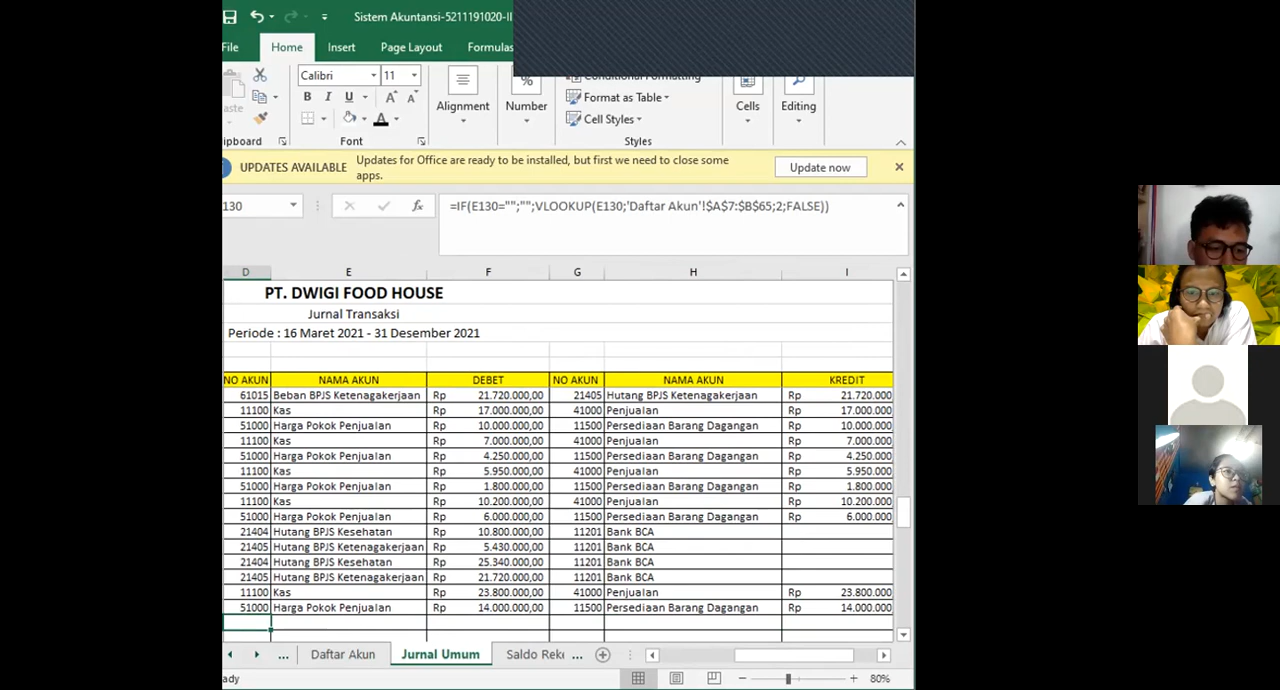 Sistem Akuntansi-5211191020-II
File Home Insert Page Layout Formulas
Calibri 11
Conditional Formatting
Format as Table
Cell Styles
B I U A A
A
aste
Alignment
Number
%
Cells
Editing
ipboard Font Styles
UPDATES AVAILABLE Updates for Office are ready to be installed, but first we need to close some
apps.
Update now
130 fx =IF(E130="";"";VLOOKUP(E130;'Daftar Akun'!$A$7:$B$65;2;FALSE))
D E F G H I
PT. DWIGI FOOD HOUSE
Jurnal Transaksi
Periode : 16 Maret 2021 - 31 Desember 2021
NO AKUN NAMA AKUN DEBET NO AKUN NAMA AKUN KREDIT
61015 Beban BPJS Ketenagakerjaan Rp 21.720.000,00 21405 Hutang BPJS Ketenagakerjaan Rp 21.720.000
11100 Kas Rp 17.000.000,00 41000 Penjualan Rp 17.000.000
51000 Harga Pokok Penjualan Rp 10.000.000,00 11500 Persediaan Barang Dagangan Rp 10.000.000
11100 Kas Rp 7.000.000,00 41000 Penjualan Rp 7.000.000
51000 Harga Pokok Penjualan Rp 4.250.000,00 11500 Persediaan Barang Dagangan Rp 4.250.000
11100 Kas Rp 5.950.000,00 41000 Penjualan Rp 5.950.000
51000 Harga Pokok Penjualan Rp 1.800.000,00 11500 Persediaan Barang Dagangan Rp 1.800.000
11100 Kas Rp 10.200.000,00 41000 Penjualan Rp 10.200.000
51000 Harga Pokok Penjualan Rp 6.000.000,00 11500 Persediaan Barang Dagangan Rp 6.000.000
21404 Hutang BPJS Kesehatan Rp 10.800.000,00 11201 Bank BCA
21405 Hutang BPJS Ketenagakerjaan Rp 5.430.000,00 11201 Bank BCA
21404 Hutang BPJS Kesehatan Rp 25.340.000,00 11201 Bank BCA
21405 Hutang BPJS Ketenagakerjaan Rp 21.720.000,00 11201 Bank BCA
11100 Kas Rp 23.800.000,00 41000 Penjualan Rp 23.800.000
51000 Harga Pokok Penjualan Rp 14.000.000,00 11500 Persediaan Barang Dagangan Rp 14.000.000
... Daftar Akun Jurnal Umum Saldo Reke ...
ady 80%